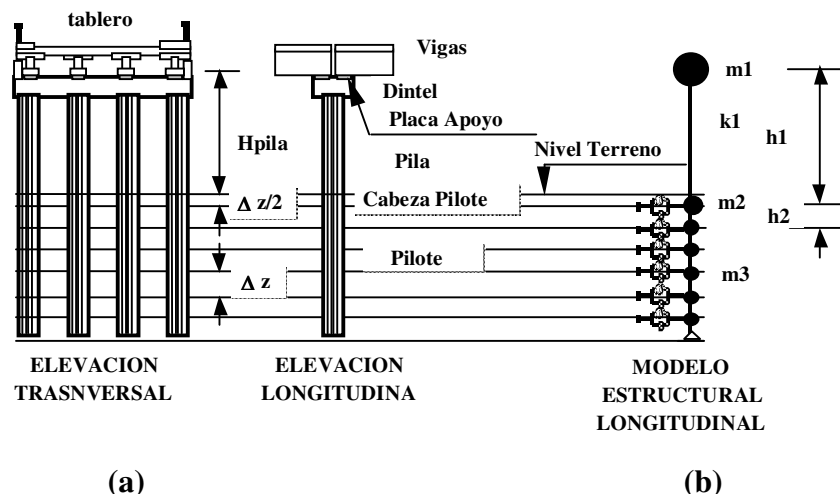 tablero
Vigas
Dintel
Placa Apoyo
Hpila
Pila
Nivel Terreno
Δ z/2
Cabeza Pilote
Pilote
Δ z
m1
k1
h1
m2
h2
m3
ELEVACION
TRASNVERSAL
ELEVACION
LONGITUDINA
MODELO
ESTRUCTURAL
LONGITUDINAL
(a)
(b)